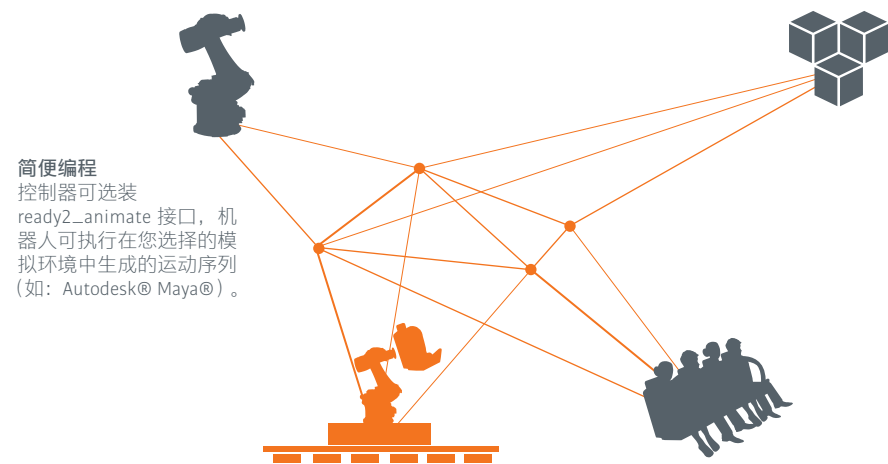 简便编程
控制器可选装
ready2_animate 接口，机
器人可执行在您选择的模
拟环境中生成的运动序列
（如：Autodesk® Maya®）。